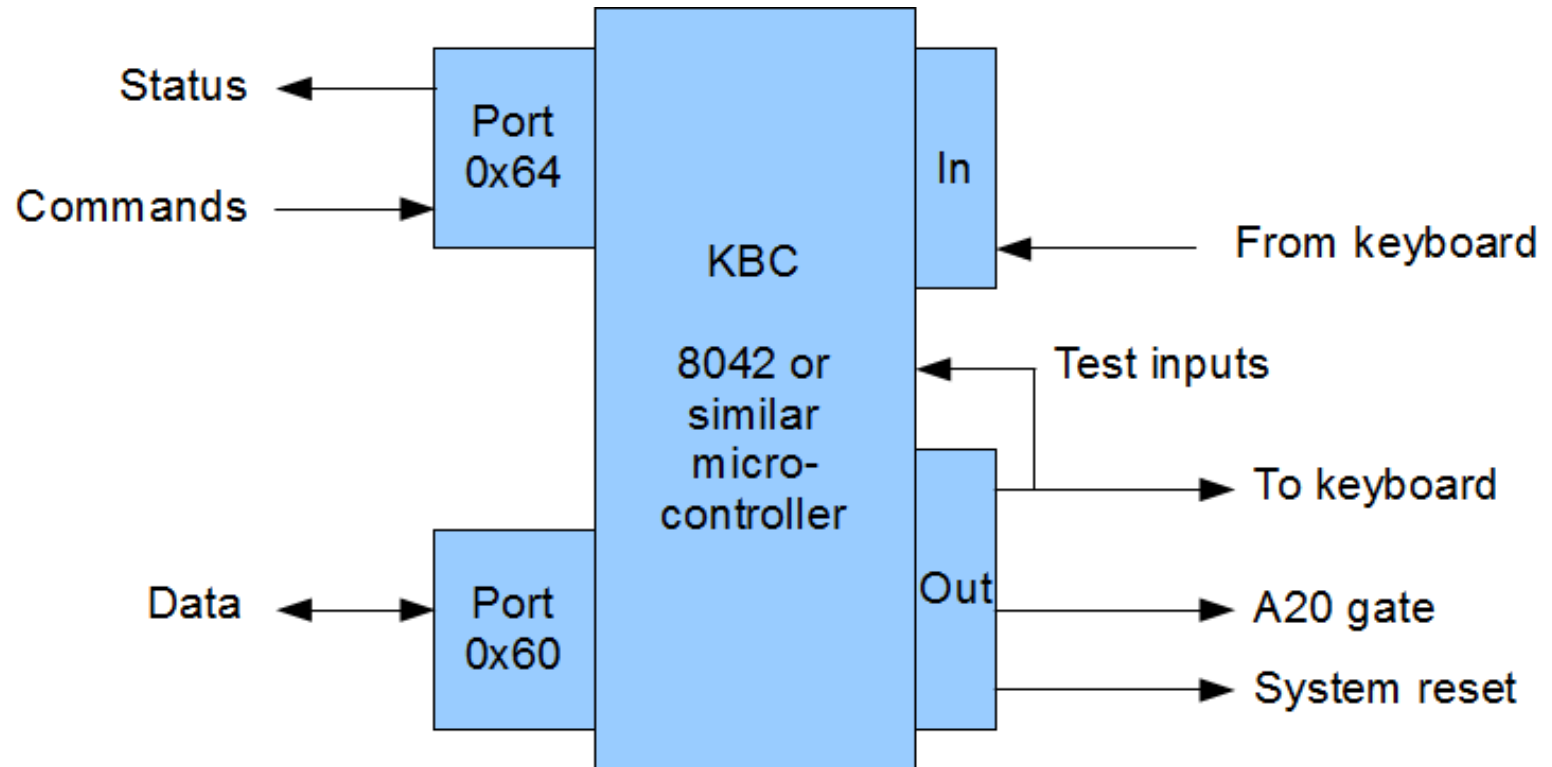 Status
Commands
Port
0x64
Data
Port
0x60
KBC
8042 or
similar
micro-
controller
In
From keyboard
Test inputs
Out
To keyboard
A20 gate
System reset